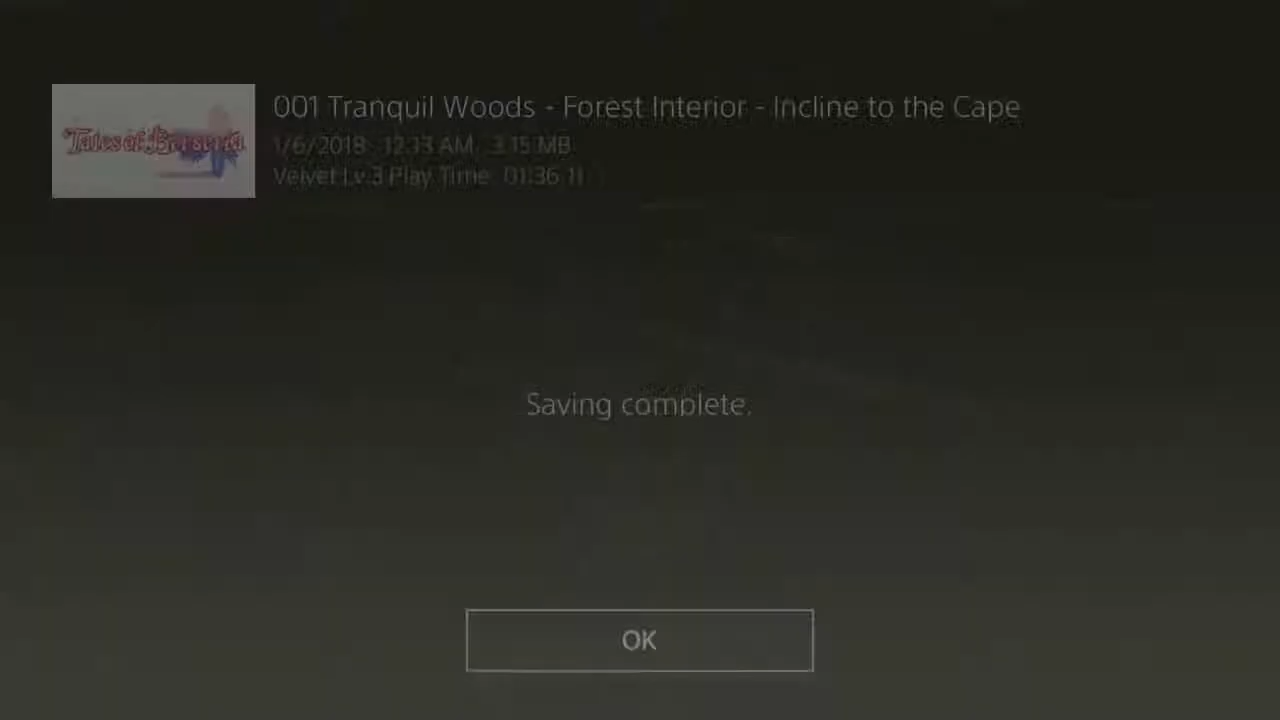 001 Tranquil Woods - Forest Interior - Incline to the Cape
Tales of Berseria
1/6/2018 12:13 AM 3.15 MB
Velvet Lv.3 Play Time: 01:36:11
Saving complete.
OK